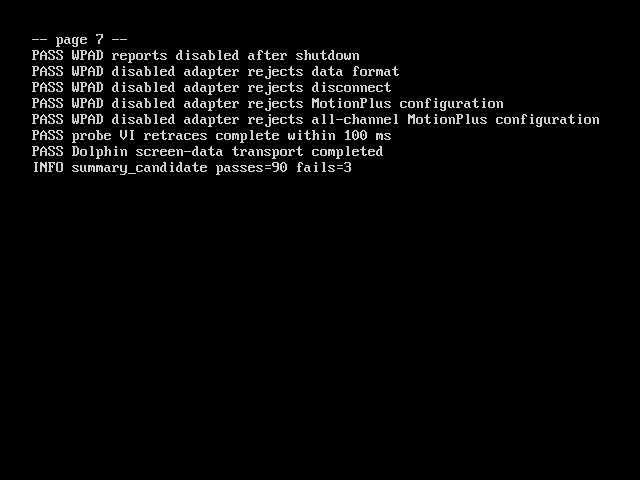 -- page 7 --
PASS WPAD reports disabled after shutdown
PASS WPAD disabled adapter rejects data format
PASS WPAD disabled adapter rejects disconnect
PASS WPAD disabled adapter rejects MotionPlus configuration
PASS WPAD disabled adapter rejects all-channel MotionPlus configuration
PASS probe VI retraces complete within 100 ms
PASS Dolphin screen-data transport completed
INFO summary_candidate passes=90 fails=3